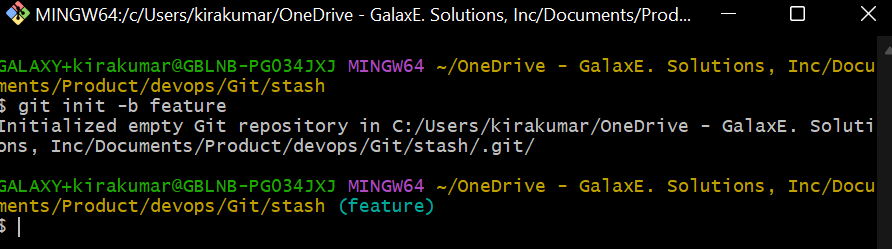 MINGW64:/c/Users/kirakumar/OneDrive - GalaxE. Solutions, Inc/Documents/Prod...
GALAXY+kirakumar@GBLNB-PG034JXJ MINGW64 ~/OneDrive - GalaxE. Solutions, Inc/Docu
ments/Product/devops/Git/stash
$ git init -b feature
Initialized empty Git repository in C:/Users/kirakumar/OneDrive - GalaxE. Soluti
ons, Inc/Documents/Product/devops/Git/stash/.git/
GALAXY+kirakumar@GBLNB-PG034JXJ MINGW64 ~/OneDrive - GalaxE. Solutions, Inc/Docu
ments/Product/devops/Git/stash (feature)
$